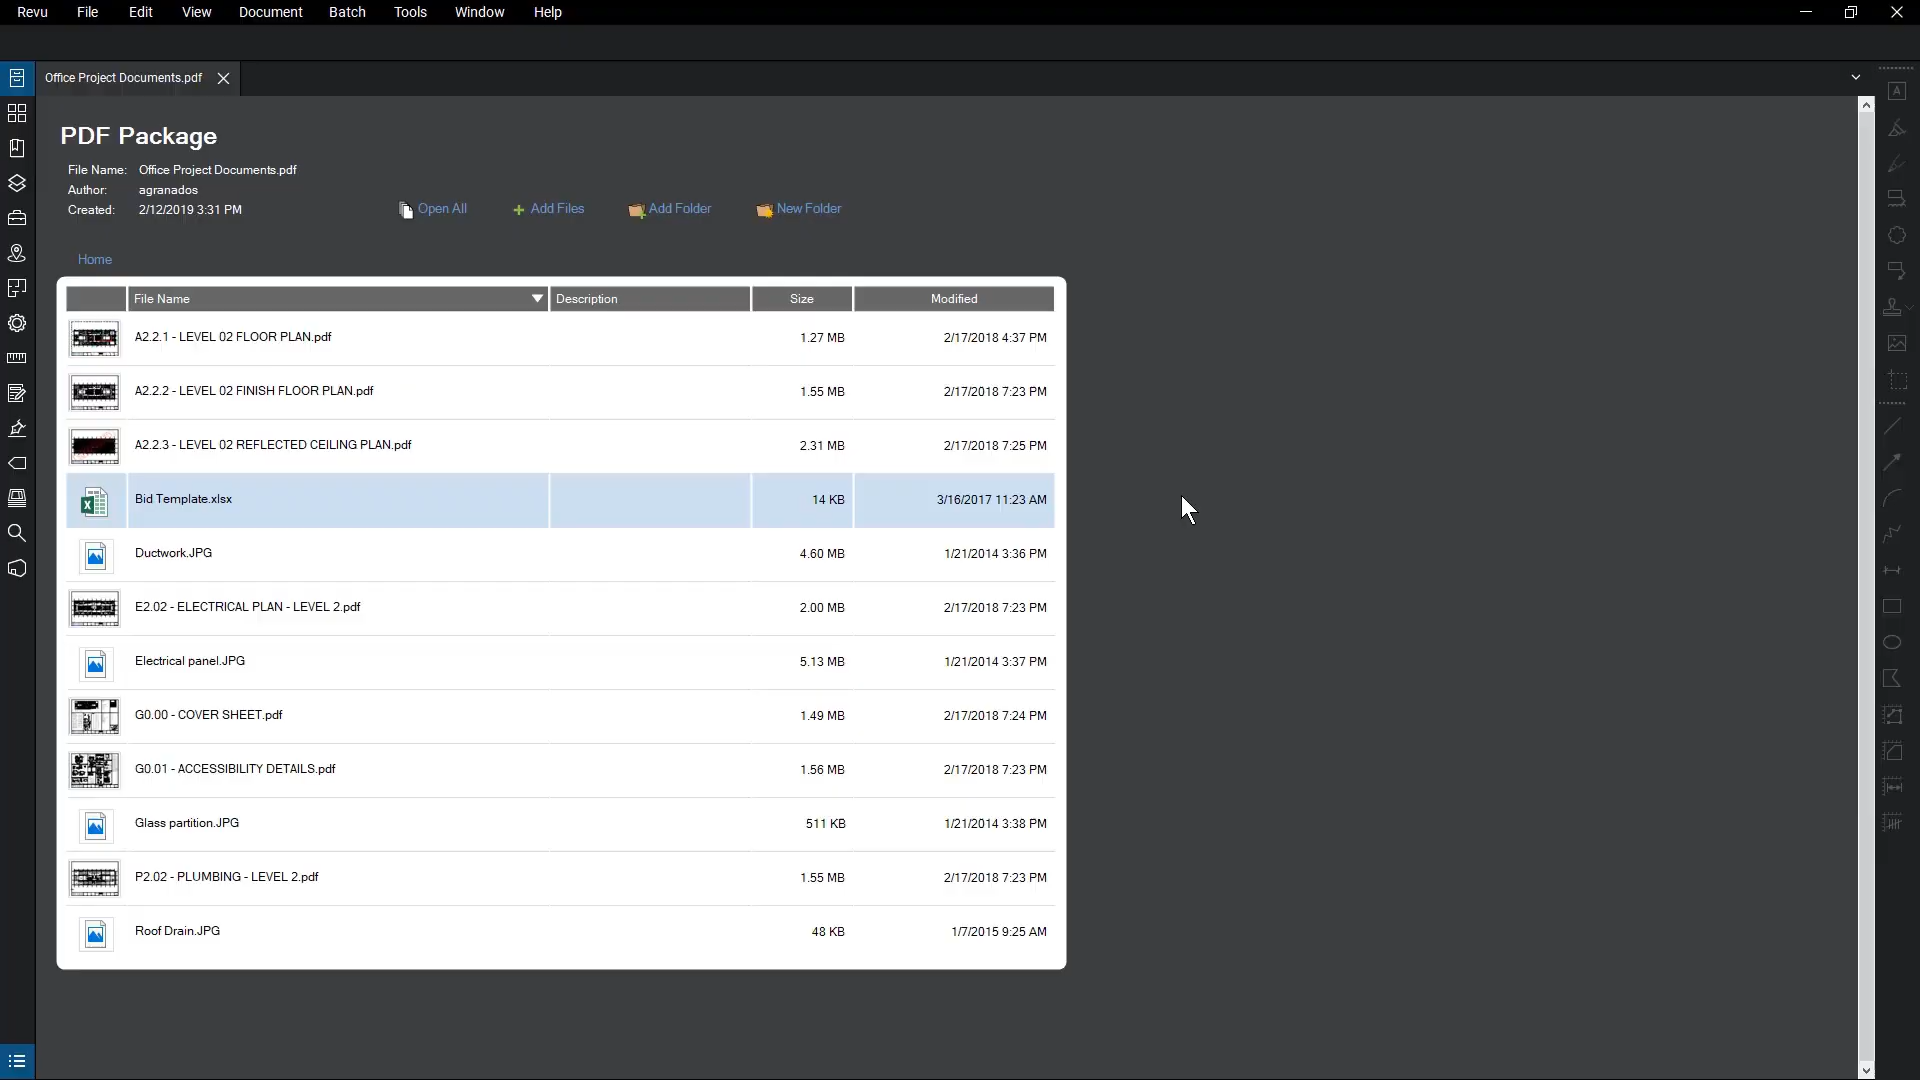 Revu File Edit View Document Batch Tools Window Help
Office Project Documents.pdf
PDF Package
File Name: Office Project Documents.pdf
Author: agranados
Created: 2/12/2019 3:31 PM
Open All Add Files Add Folder New Folder
Home
File Name Description Size Modified
A2.2.1 - LEVEL 02 FLOOR PLAN.pdf 1.27 MB 2/17/2018 4:37 PM
A2.2.2 - LEVEL 02 FINISH FLOOR PLAN.pdf 1.55 MB 2/17/2018 7:23 PM
A2.2.3 - LEVEL 02 REFLECTED CEILING PLAN.pdf 2.31 MB 2/17/2018 7:25 PM
Bid Template.xlsx 14 KB 3/16/2017 11:23 AM
Ductwork.JPG 4.60 MB 1/21/2014 3:36 PM
E2.02 - ELECTRICAL PLAN - LEVEL 2.pdf 2.00 MB 2/17/2018 7:23 PM
Electrical panel.JPG 5.13 MB 1/21/2014 3:37 PM
G0.00 - COVER SHEET.pdf 1.49 MB 2/17/2018 7:24 PM
G0.01 - ACCESSIBILITY DETAILS.pdf 1.56 MB 2/17/2018 7:23 PM
Glass partition.JPG 511 KB 1/21/2014 3:38 PM
P2.02 - PLUMBING - LEVEL 2.pdf 1.55 MB 2/17/2018 7:23 PM
Roof Drain.JPG 48 KB 1/7/2015 9:25 AM